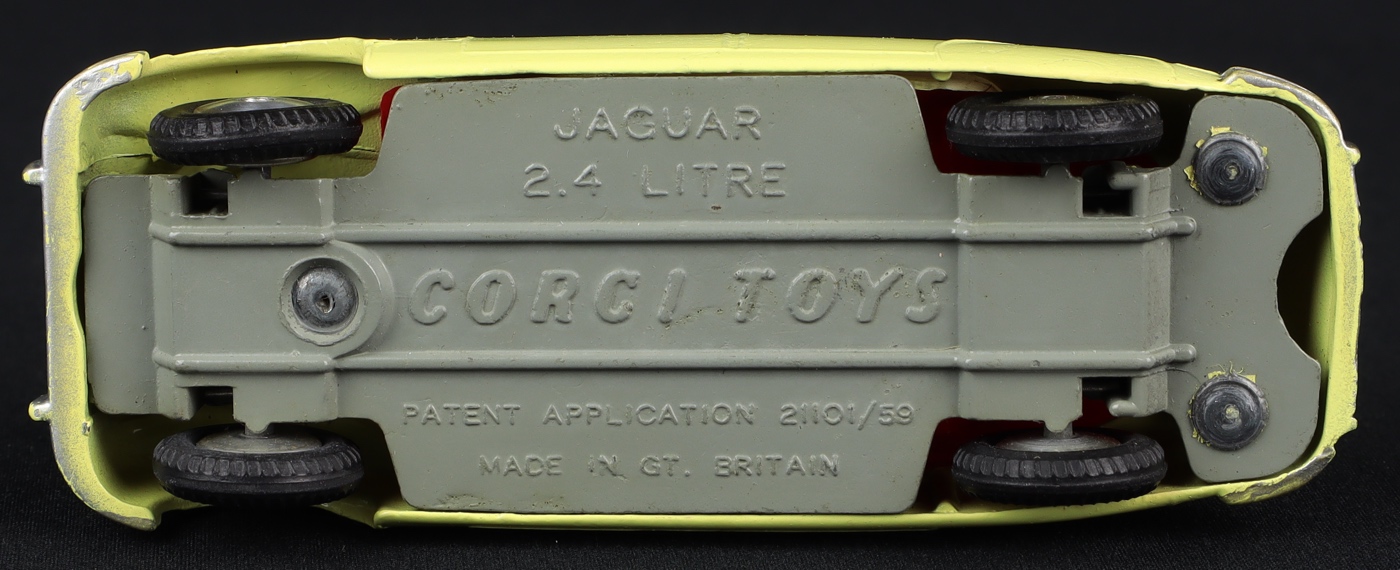 JAGUAR
2.4 LITRE
CORGI TOYS
PATENT APPLICATION 21101/59
MADE IN GT. BRITAIN